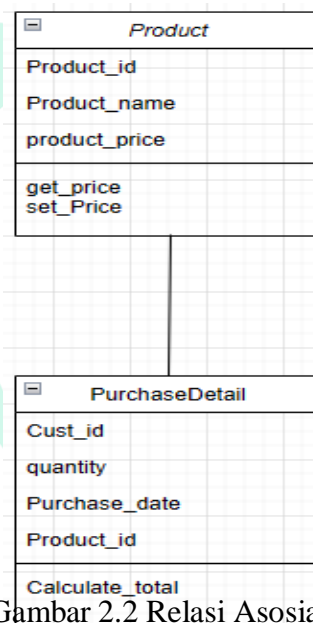 Product
Product_id
Product_name
product_price
get_price
set_Price
PurchaseDetail
Cust_id
quantity
Purchase_date
Product_id
Calculate_total
Gambar 2.2 Relasi Asosia